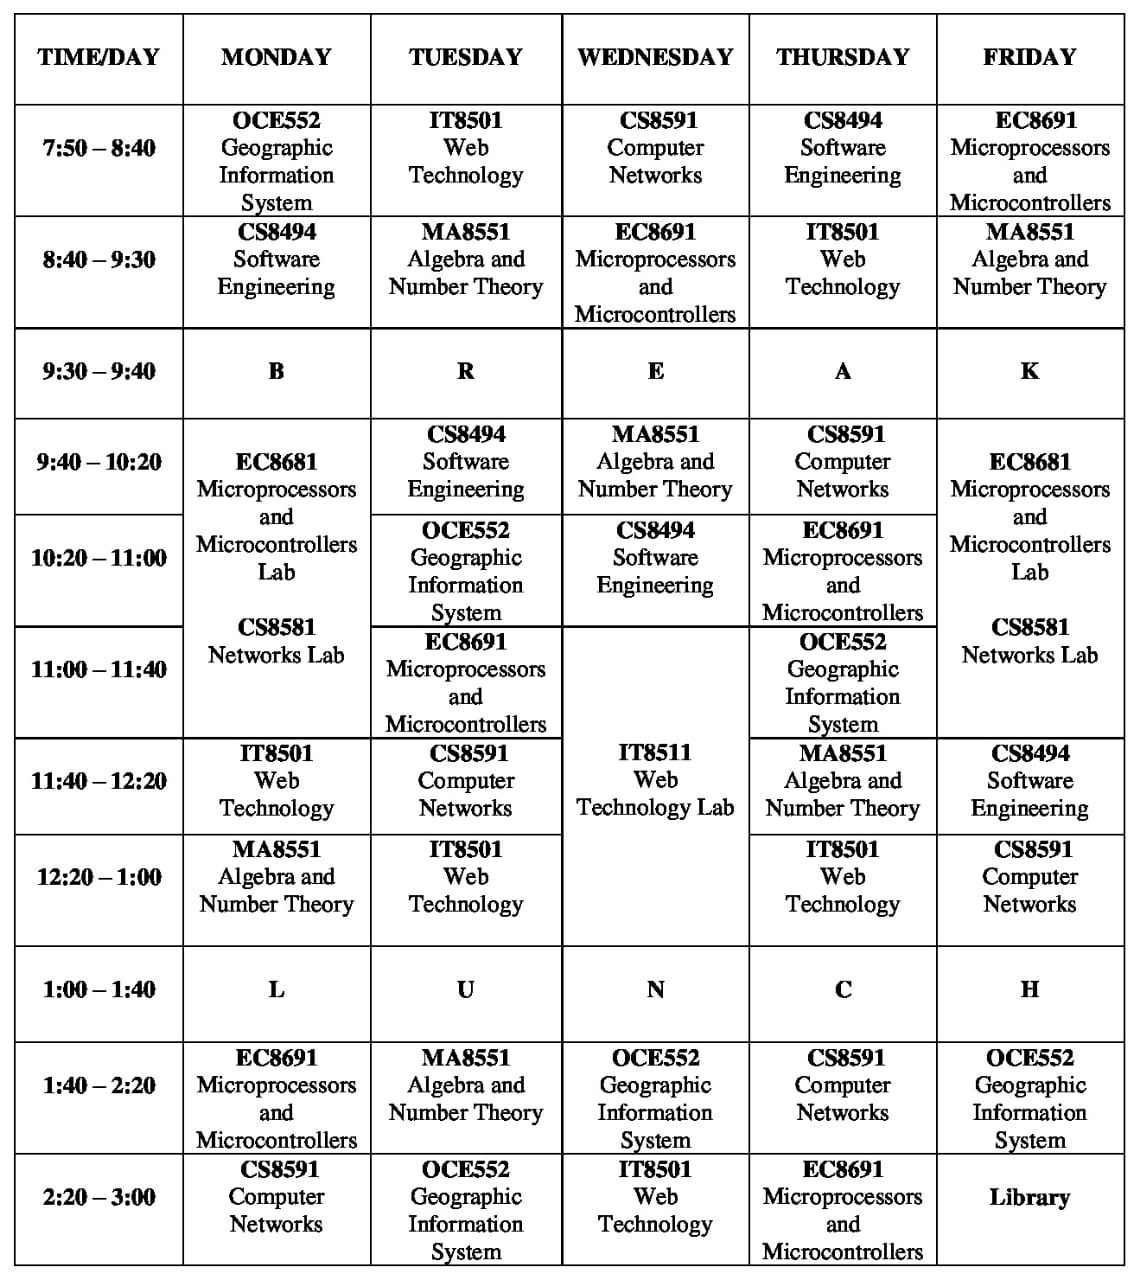 TIME/DAY MONDAY TUESDAY WEDNESDAY THURSDAY FRIDAY
7:50 – 8:40
OCE552
Geographic
Information
System
IT8501
Web
Technology
CS8591
Computer
Networks
CS8494
Software
Engineering
EC8691
Microprocessors
and
Microcontrollers
8:40 – 9:30
CS8494
Software
Engineering
MA8551
Algebra and
Number Theory
EC8691
Microprocessors
and
Microcontrollers
IT8501
Web
Technology
MA8551
Algebra and
Number Theory
9:30 – 9:40 B R E A K
9:40 – 10:20
EC8681
Microprocessors
and
Microcontrollers
Lab
CS8581
Networks Lab
CS8494
Software
Engineering
MA8551
Algebra and
Number Theory
CS8591
Computer
Networks
EC8681
Microprocessors
and
Microcontrollers
Lab
CS8581
Networks Lab
10:20 – 11:00
OCE552
Geographic
Information
System
CS8494
Software
Engineering
EC8691
Microprocessors
and
Microcontrollers
11:00 – 11:40
EC8691
Microprocessors
and
Microcontrollers
IT8511
Web
Technology Lab
OCE552
Geographic
Information
System
11:40 – 12:20
IT8501
Web
Technology
CS8591
Computer
Networks
MA8551
Algebra and
Number Theory
CS8494
Software
Engineering
12:20 – 1:00
MA8551
Algebra and
Number Theory
IT8501
Web
Technology
IT8501
Web
Technology
CS8591
Computer
Networks
1:00 – 1:40 L U N C H
1:40 – 2:20
EC8691
Microprocessors
and
Microcontrollers
MA8551
Algebra and
Number Theory
OCE552
Geographic
Information
System
CS8591
Computer
Networks
OCE552
Geographic
Information
System
2:20 – 3:00
CS8591
Computer
Networks
OCE552
Geographic
Information
System
IT8501
Web
Technology
EC8691
Microprocessors
and
Microcontrollers
Library